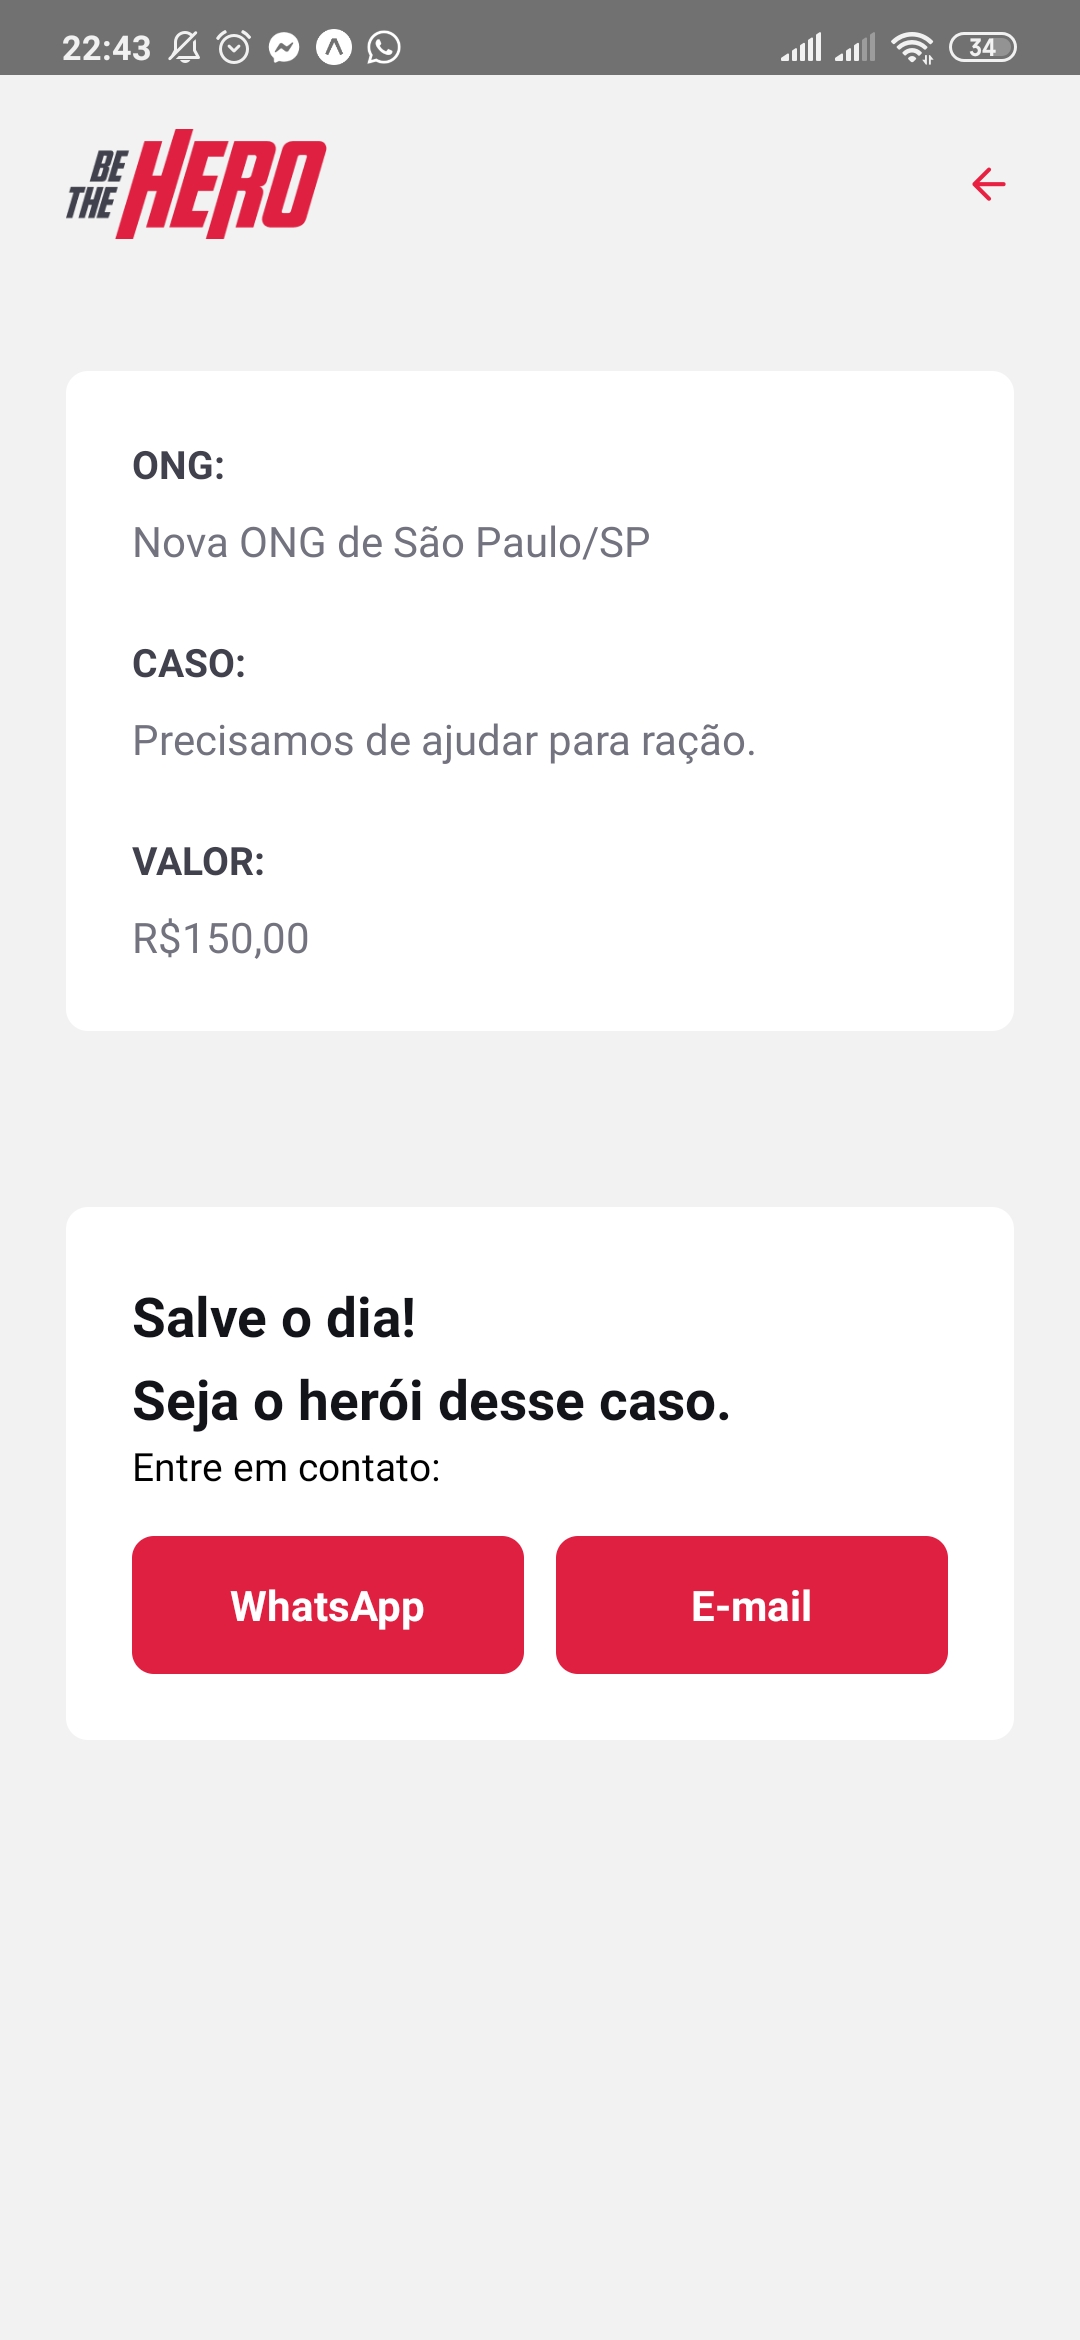 22:43
34
BE
THE HERO
ONG:
Nova ONG de São Paulo/SP
CASO:
Precisamos de ajudar para ração.
VALOR:
R$150,00
Salve o dia!
Seja o herói desse caso.
Entre em contato:
WhatsApp
E-mail